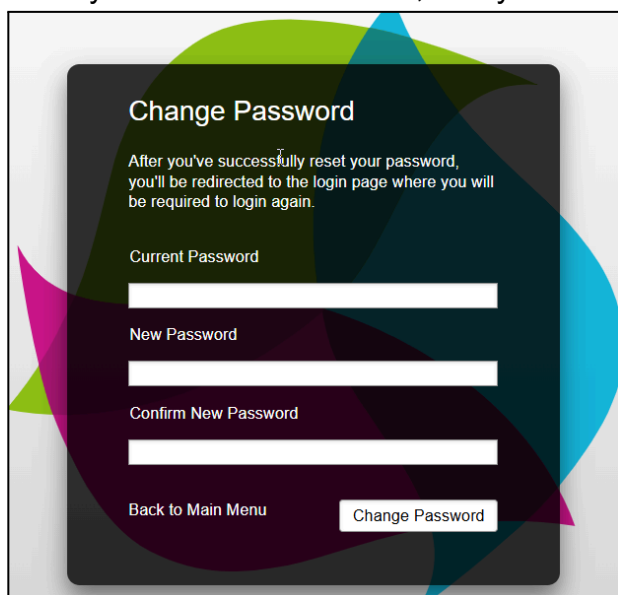 Change Password
After you've successfully reset your password,
you'll be redirected to the login page where you will
be required to login again.
Current Password
New Password
Confirm New Password
Back to Main Menu
Change Password